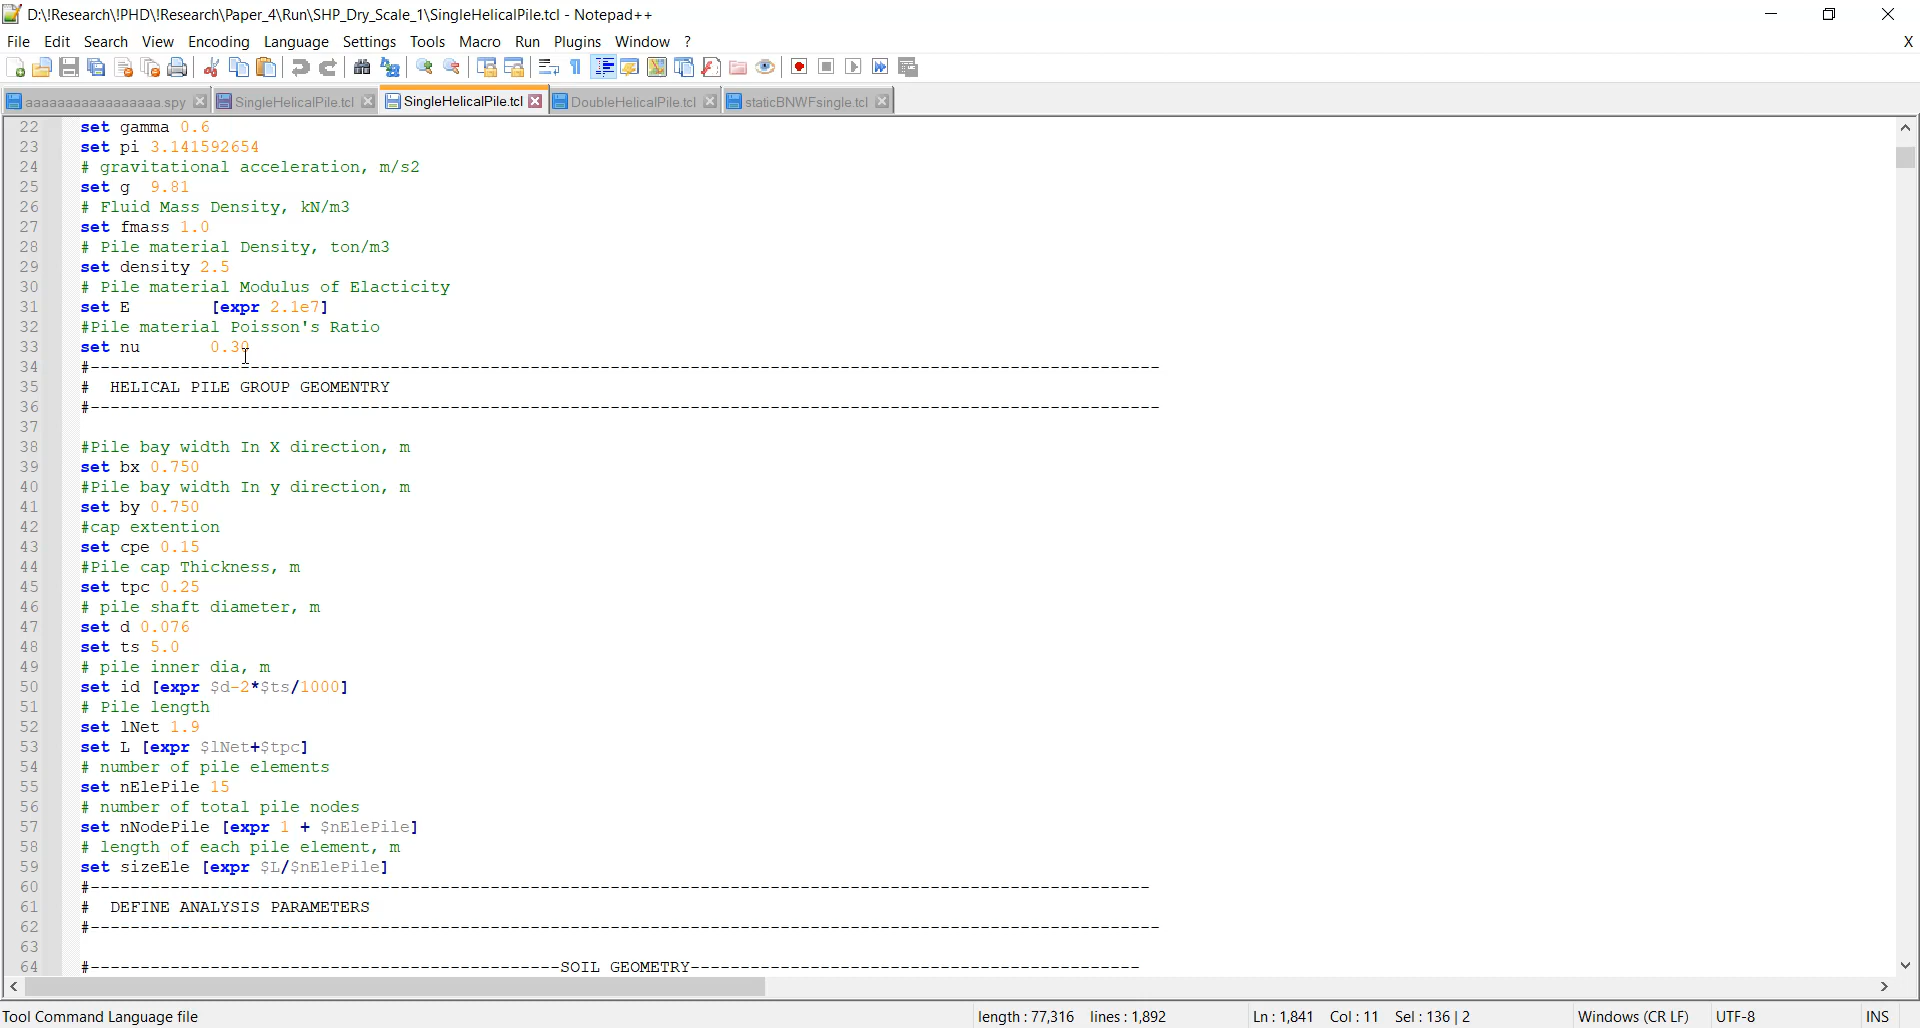 D:\!Research\!PHD\!Research\Paper_4\Run\SHP_Dry_Scale_1\SingleHelicalPile.tcl - Notepad++
File Edit Search View Encoding Language Settings Tools Macro Run Plugins Window ? X
aaaaaaaaaaaaaaaaa.spy SingleHelicalPile.tcl SingleHelicalPile.tcl DoubleHelicalPile.tcl staticBNWFsingle.tcl
22 set gamma 0.6
23 set pi 3.141592654
24 # gravitational acceleration, m/s2
25 set g 9.81
26 # Fluid Mass Density, kN/m3
27 set fmass 1.0
28 # Pile material Density, ton/m3
29 set density 2.5
30 # Pile material Modulus of Elacticity
31 set E [expr 2.1e7]
32 #Pile material Poisson's Ratio
33 set nu 0.30
34 #-----------------------------------------------------------------------------------------------------------
35 # HELICAL PILE GROUP GEOMENTRY
36 #-----------------------------------------------------------------------------------------------------------
37
38 #Pile bay width In X direction, m
39 set bx 0.750
40 #Pile bay width In y direction, m
41 set by 0.750
42 #cap extention
43 set cpe 0.15
44 #Pile cap Thickness, m
45 set tpc 0.25
46 # pile shaft diameter, m
47 set d 0.076
48 set ts 5.0
49 # pile inner dia, m
50 set id [expr $d-2*$ts/1000]
51 # Pile length
52 set lNet 1.9
53 set L [expr $lNet+$tpc]
54 # number of pile elements
55 set nElePile 15
56 # number of total pile nodes
57 set nNodePile [expr 1 + $nElePile]
58 # length of each pile element, m
59 set sizeEle [expr $L/$nElePile]
60 #----------------------------------------------------------------------------------------------------------
61 # DEFINE ANALYSIS PARAMETERS
62 #-----------------------------------------------------------------------------------------------------------
63
64 #-----------------------------------------------SOIL GEOMETRY---------------------------------------------
Tool Command Language file length : 77,316 lines : 1,892 Ln : 1,841 Col : 11 Sel : 136 | 2 Windows (CR LF) UTF-8 INS